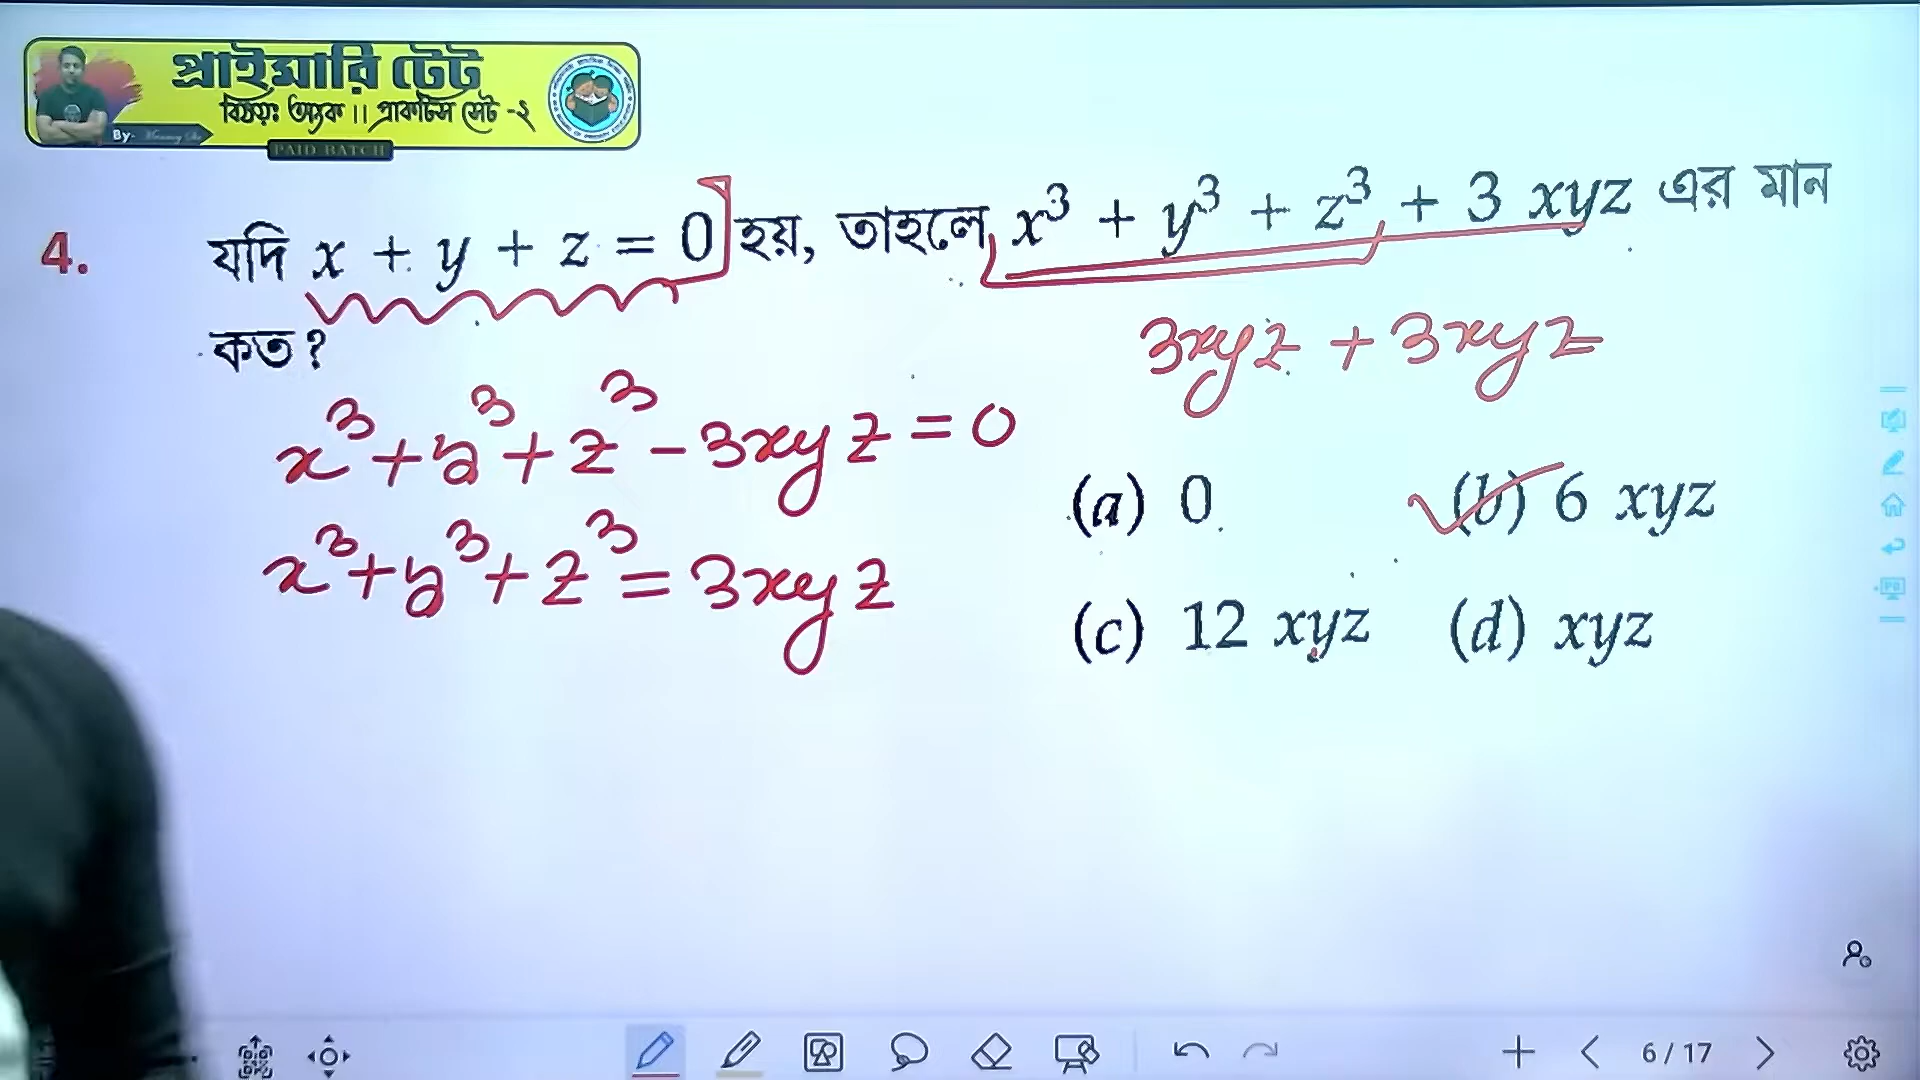 প্রাইমারি টেট
বিষয়ঃ অংক ।। প্রাকটিস সেট -২
By-
PAID BATCH
4. যদি x + y + z = 0 হয়, তাহলে x³ + y³ + z³ + 3 xyz এর মান
কত?
3xyz + 3xyz
x³ + y³ + z³ - 3xyz = 0
x³ + y³ + z³ = 3xyz
(a) 0 (b) 6 xyz
(c) 12 xyz (d) xyz
6 / 17